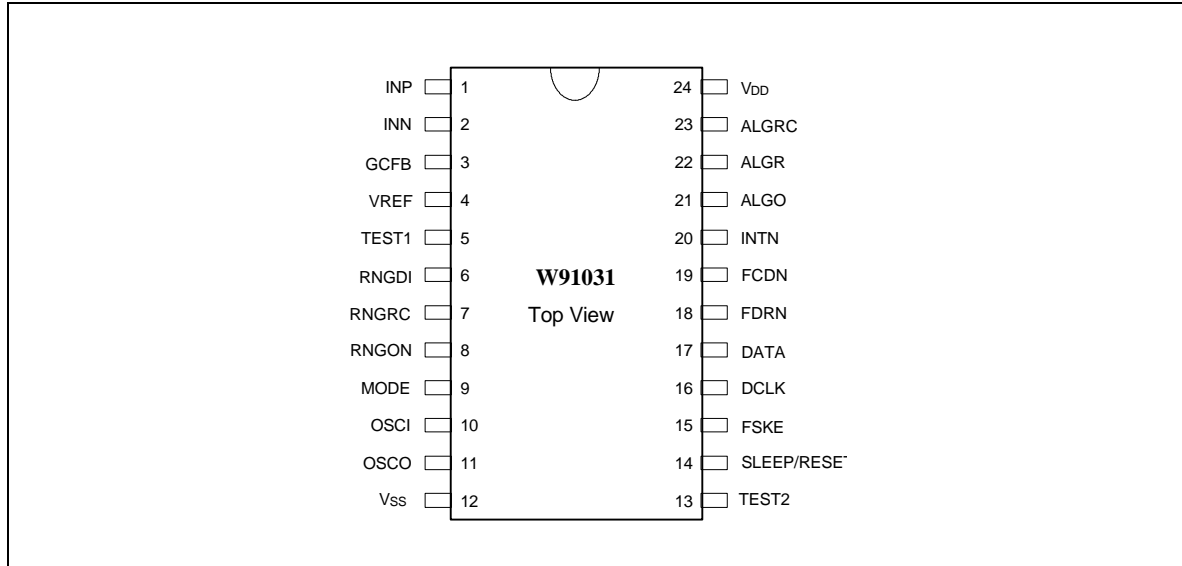 INP 1 24 VDD
INN 2 23 ALGRC
GCFB 3 22 ALGR
VREF 4 21 ALGO
TEST1 5 20 INTN
RNGDI 6 W91031 19 FCDN
RNGRC 7 Top View 18 FDRN
RNGON 8 17 DATA
MODE 9 16 DCLK
OSCI 10 15 FSKE
OSCO 11 14 SLEEP/RESE
VSS 12 13 TEST2